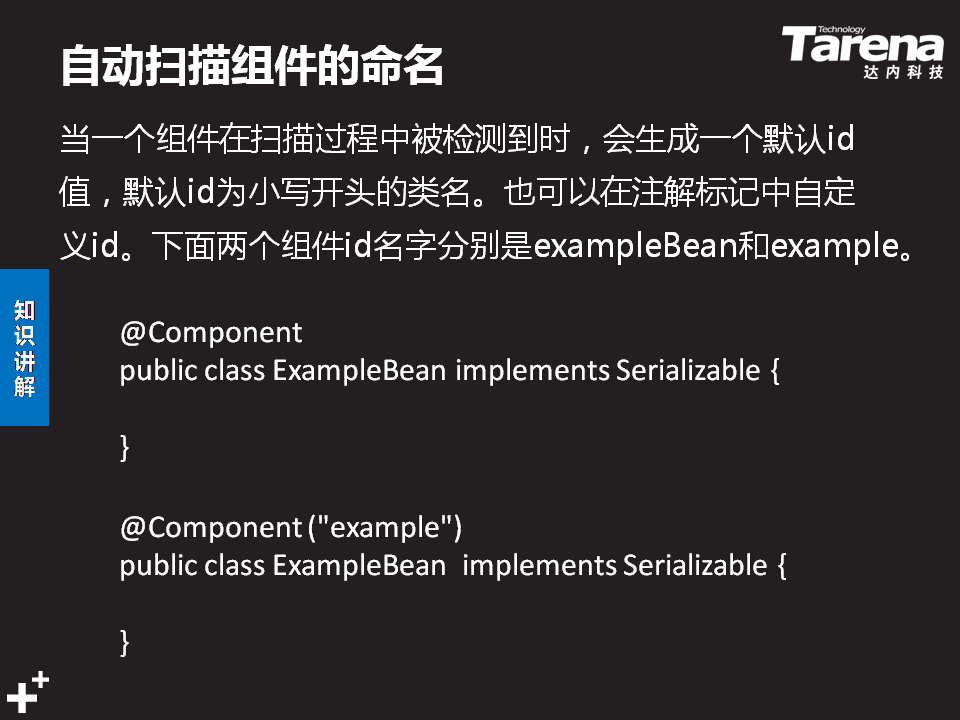 自动扫描组件的命名
Technology
Tarena
达内科技
当一个组件在扫描过程中被检测到时，会生成一个默认id
值，默认id为小写开头的类名。也可以在注解标记中自定
义id。下面两个组件id名字分别是exampleBean和example。
知
识
讲
解
@Component
public class ExampleBean implements Serializable {
}
@Component ("example")
public class ExampleBean  implements Serializable {
}